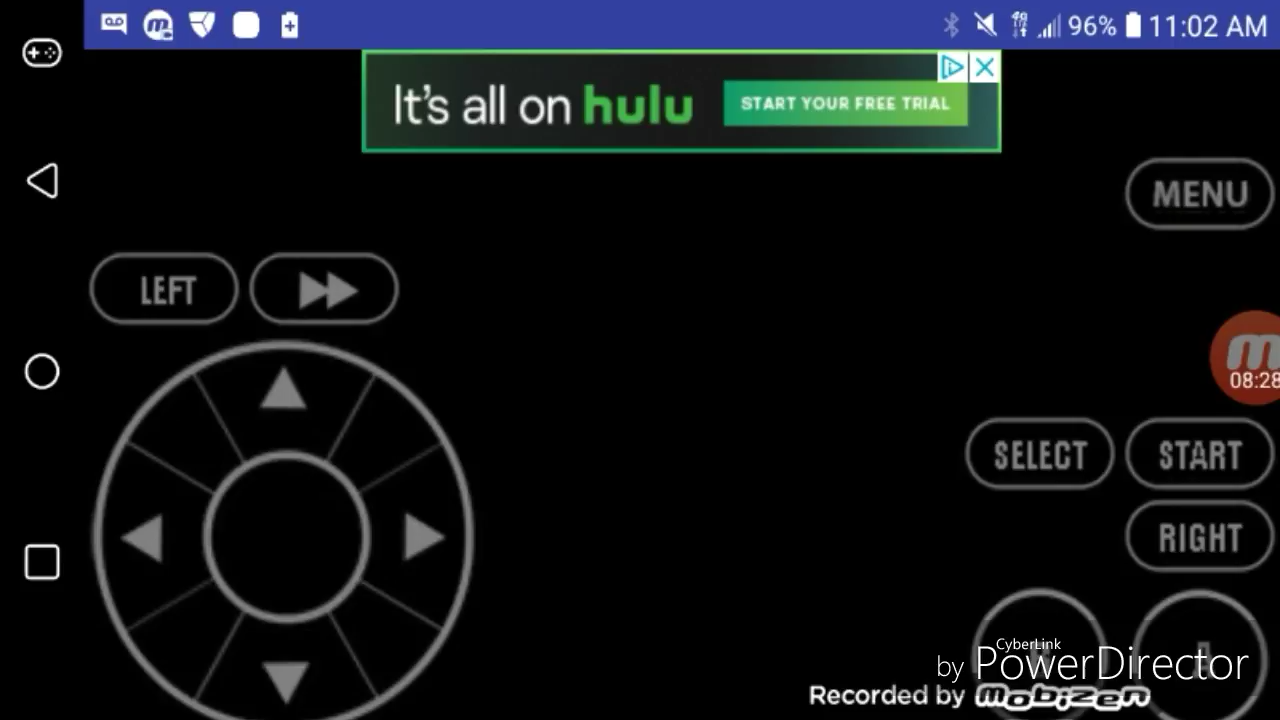 96% 11:02 AM
It's all on hulu
START YOUR FREE TRIAL
MENU
LEFT
08:28
SELECT
START
RIGHT
A
CyberLink
by PowerDirector
Recorded by mobizen